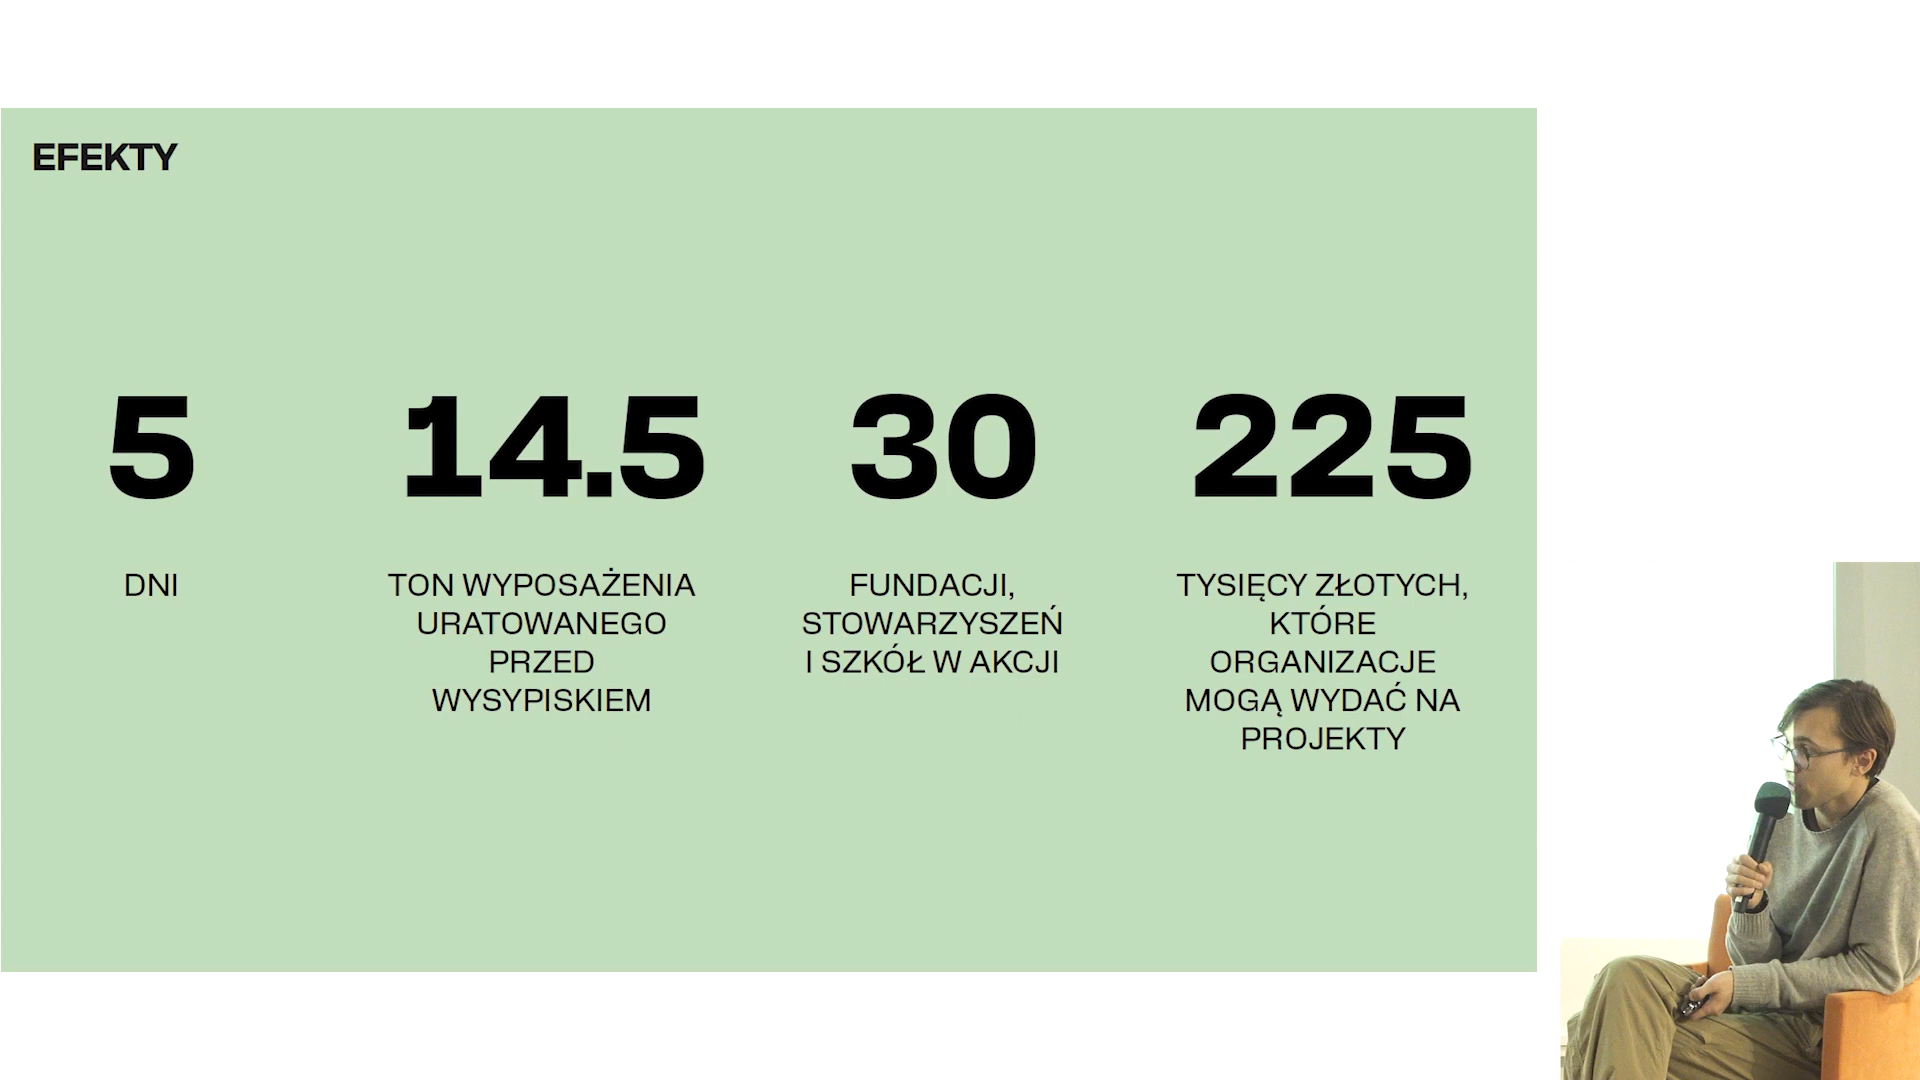 EFEKTY
5
DNI
14.5
TON WYPOSAŻENIA
URATOWANEGO
PRZED
WYSYPISKIEM
30
FUNDACJI,
STOWARZYSZEŃ
I SZKÓŁ W AKCJI
225
TYSIĘCY ZŁOTYCH,
KTÓRE
ORGANIZACJE
MOGĄ WYDAĆ NA
PROJEKTY